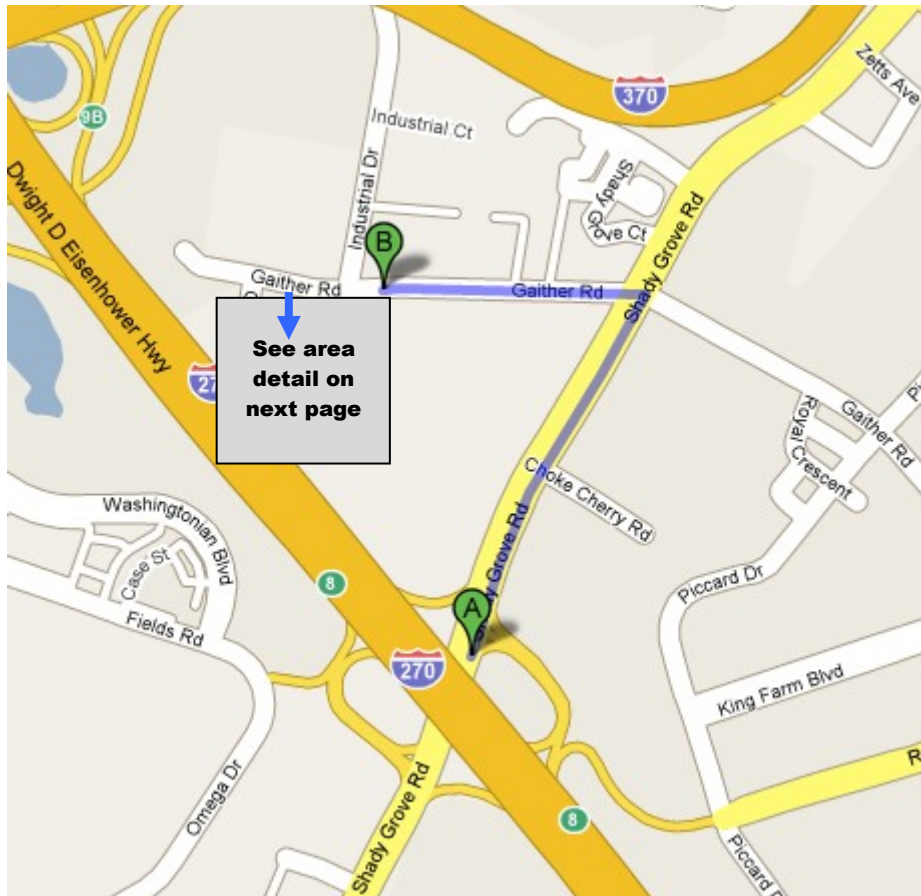 370
Zetts Ave
Industrial Ct
9B
Industrial Dr
Shady Grove Ct
Shady Grove Rd
Dwight D Eisenhower Hwy
B
Gaither Rd
Gaither Rd
See area
detail on
next page
Gaither Rd
Royal Crescent
Choke Cherry Rd
Washingtonian Blvd
Case St
Fields Rd
8
Shady Grove Rd
A
Piccard Dr
270
King Farm Blvd
Omega Dr
Shady Grove Rd
8
Piccard